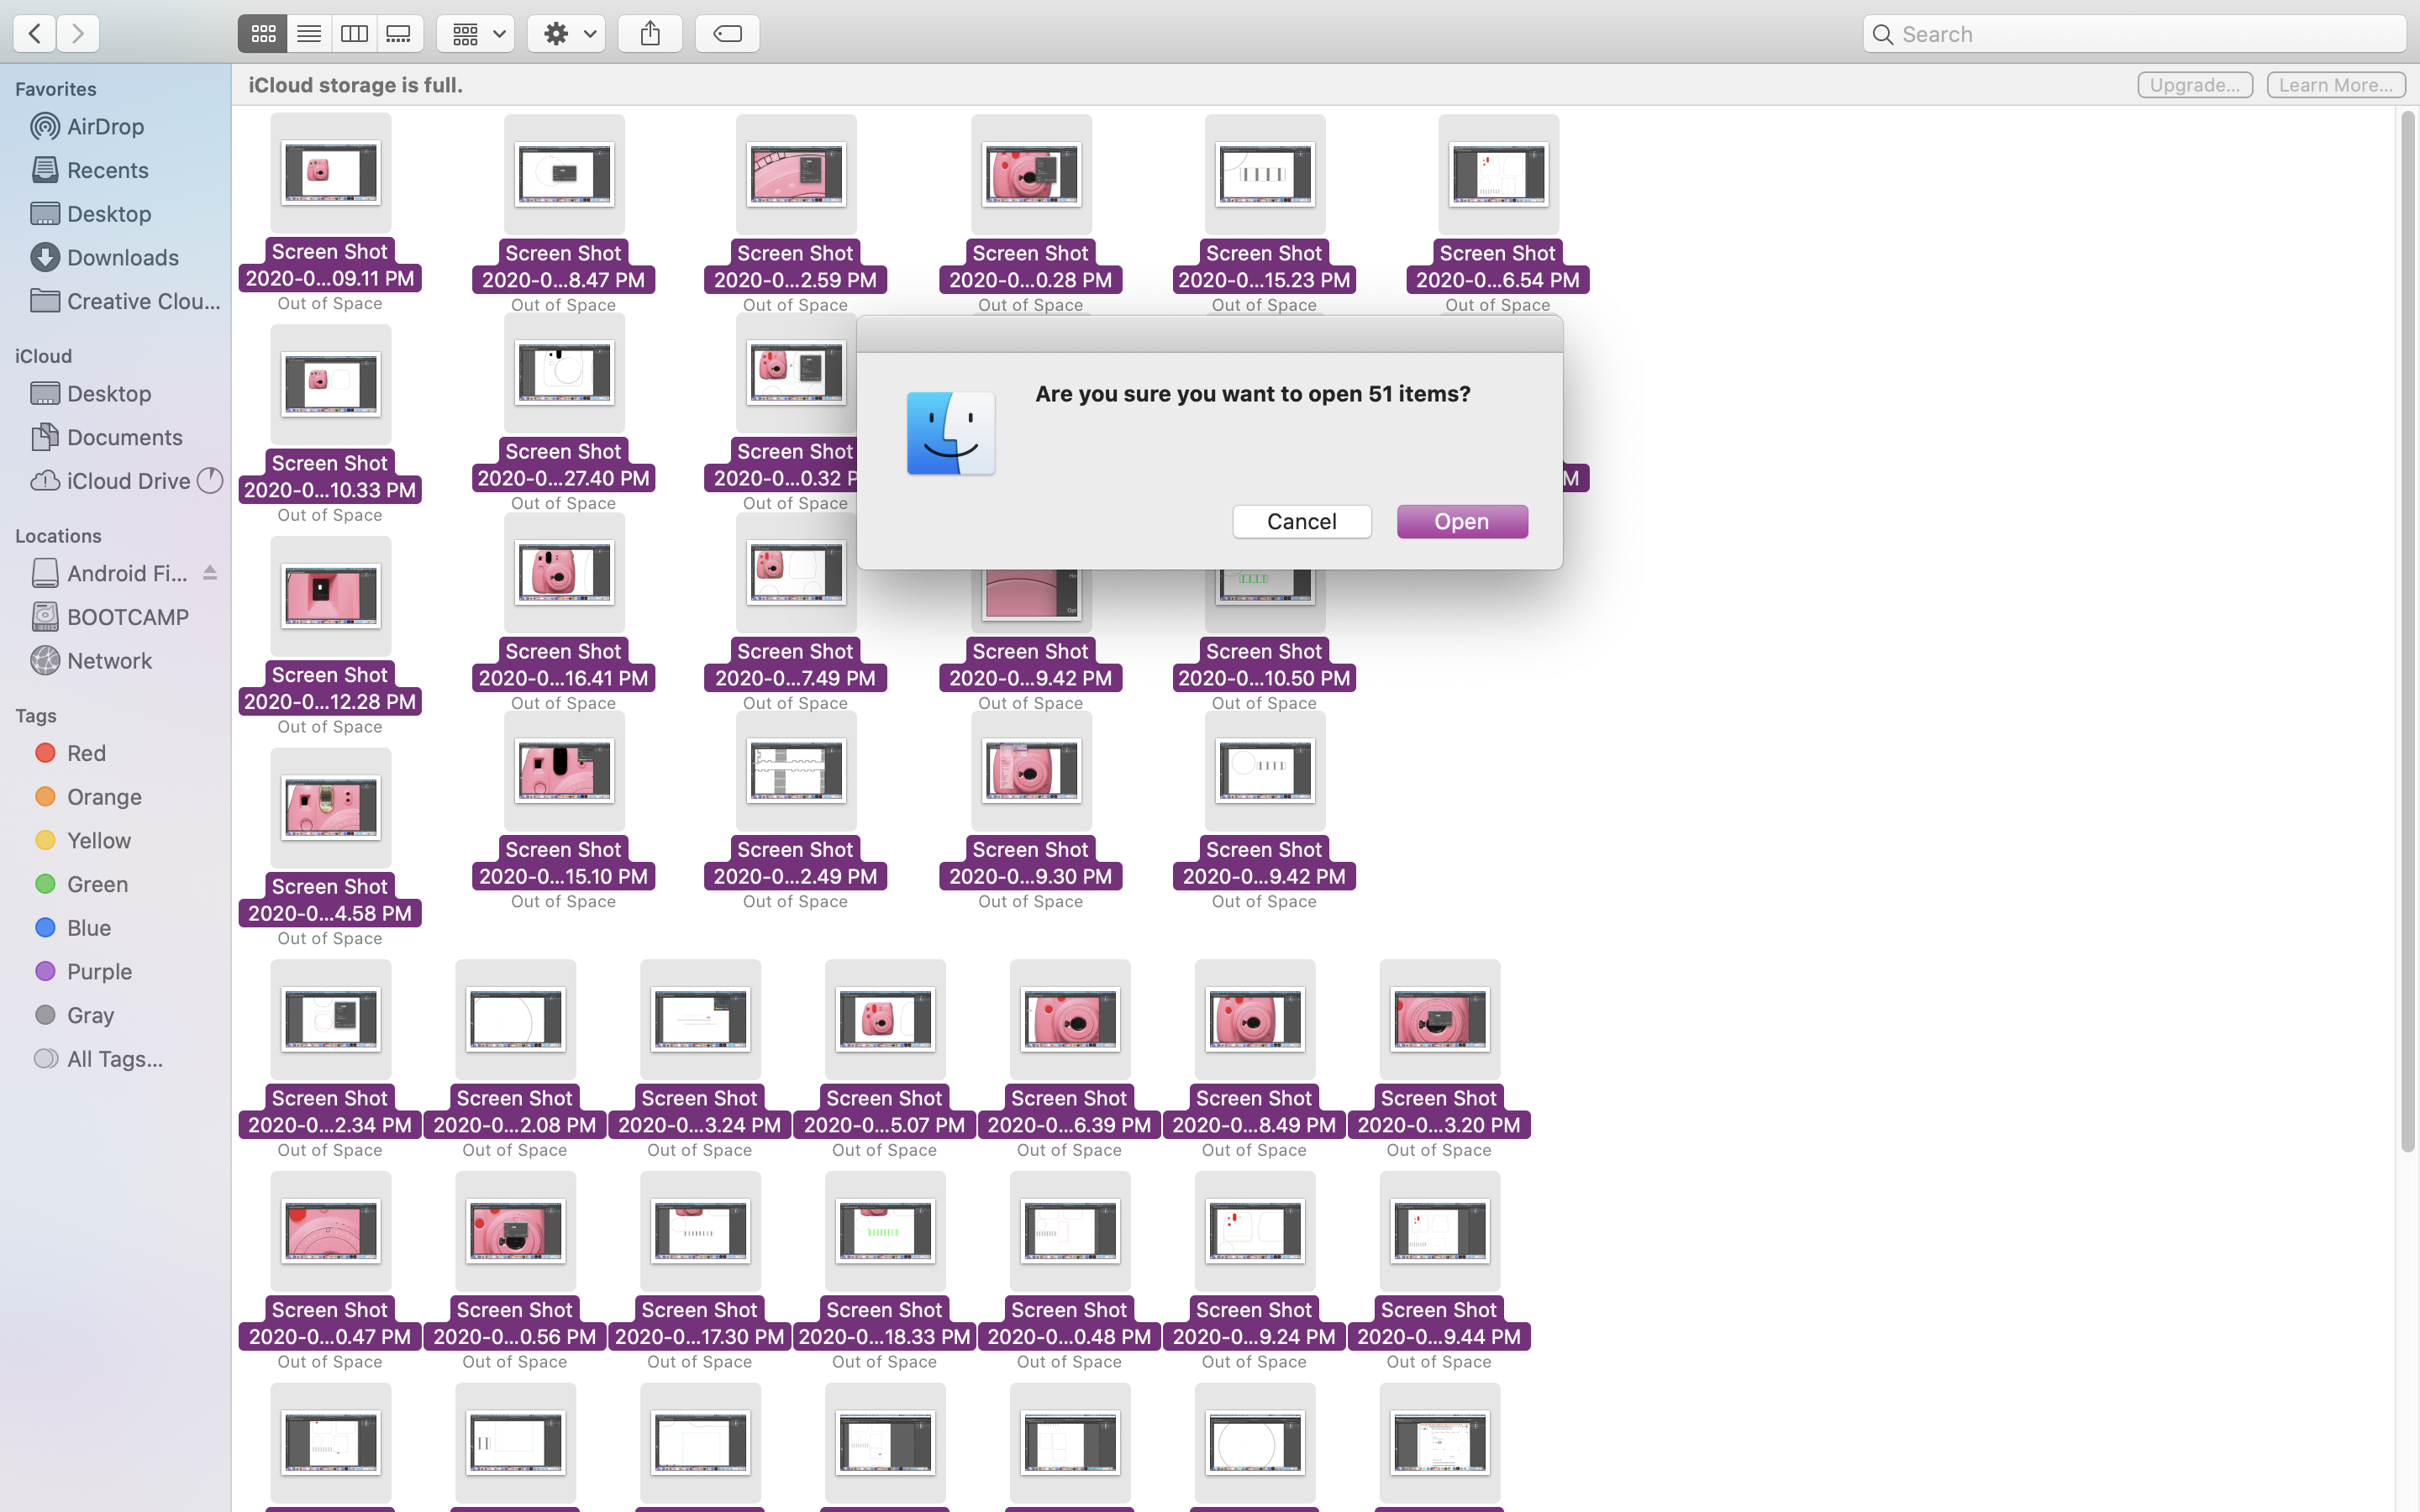 Search
Favorites
AirDrop
Recents
Desktop
Downloads
Creative Clou...
iCloud
Desktop
Documents
iCloud Drive
Locations
Android Fi...
BOOTCAMP
Network
Tags
Red
Orange
Yellow
Green
Blue
Purple
Gray
All Tags...
iCloud storage is full.
Upgrade...
Learn More...
Screen Shot
2020-0...09.11 PM
Out of Space
Screen Shot
2020-0...8.47 PM
Out of Space
Screen Shot
2020-0...2.59 PM
Out of Space
Screen Shot
2020-0...0.28 PM
Out of Space
Screen Shot
2020-0...15.23 PM
Out of Space
Screen Shot
2020-0...6.54 PM
Out of Space
Screen Shot
2020-0...10.33 PM
Out of Space
Screen Shot
2020-0...27.40 PM
Out of Space
Screen Shot
2020-0...0.32 P
Out of Space
M
Are you sure you want to open 51 items?
Cancel
Open
Screen Shot
2020-0...12.28 PM
Out of Space
Screen Shot
2020-0...16.41 PM
Out of Space
Screen Shot
2020-0...7.49 PM
Out of Space
Screen Shot
2020-0...9.42 PM
Out of Space
Screen Shot
2020-0...10.50 PM
Out of Space
Screen Shot
2020-0...4.58 PM
Out of Space
Screen Shot
2020-0...15.10 PM
Out of Space
Screen Shot
2020-0...2.49 PM
Out of Space
Screen Shot
2020-0...9.30 PM
Out of Space
Screen Shot
2020-0...9.42 PM
Out of Space
Screen Shot
2020-0...2.34 PM
Out of Space
Screen Shot
2020-0...2.08 PM
Out of Space
Screen Shot
2020-0...3.24 PM
Out of Space
Screen Shot
2020-0...5.07 PM
Out of Space
Screen Shot
2020-0...6.39 PM
Out of Space
Screen Shot
2020-0...8.49 PM
Out of Space
Screen Shot
2020-0...3.20 PM
Out of Space
Screen Shot
2020-0...0.47 PM
Out of Space
Screen Shot
2020-0...0.56 PM
Out of Space
Screen Shot
2020-0...17.30 PM
Out of Space
Screen Shot
2020-0...18.33 PM
Out of Space
Screen Shot
2020-0...0.48 PM
Out of Space
Screen Shot
2020-0...9.24 PM
Out of Space
Screen Shot
2020-0...9.44 PM
Out of Space